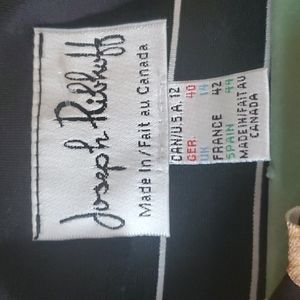 Joseph Ribkoff
Made In/Fait au Canada
CAN/U.S.A. 12
GER. 40
UK 14
FRANCE 42
SPAIN 44
MADE IN/FAIT AU
CANADA